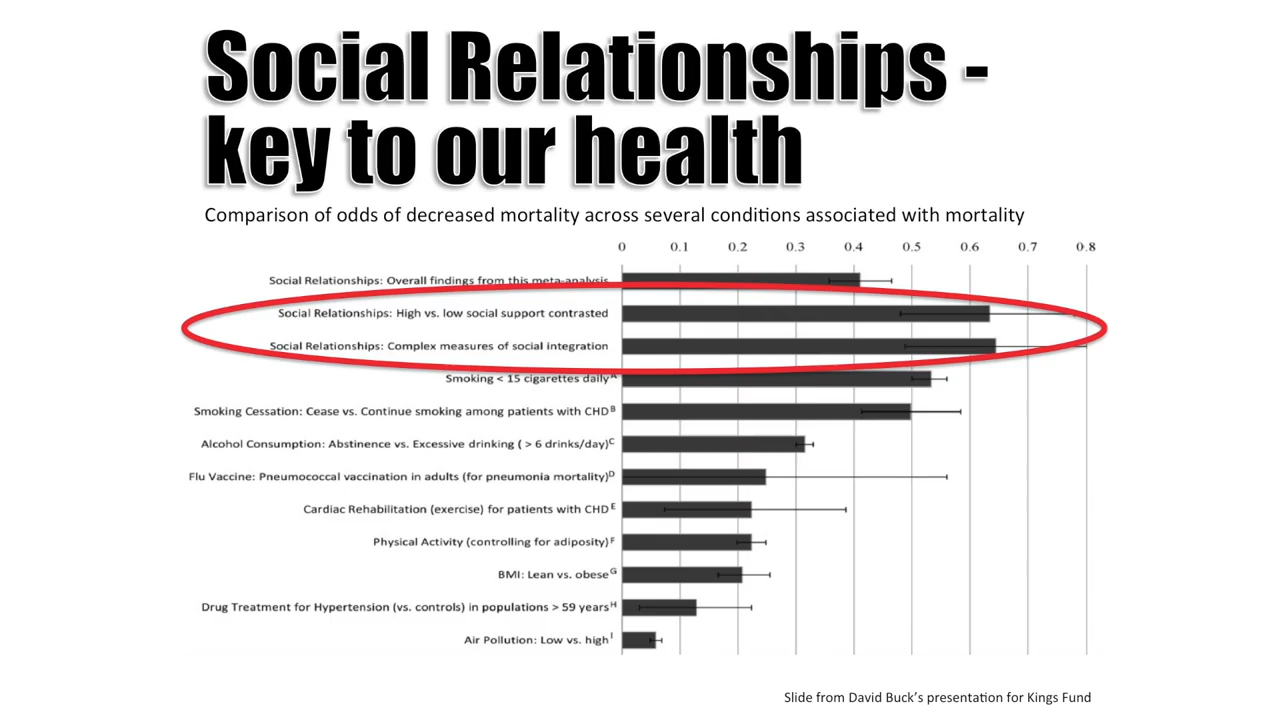 Social Relationships -
key to our health
Comparison of odds of decreased mortality across several conditions associated with mortality
0 0.1 0.2 0.3 0.4 0.5 0.6 0.7 0.8
Social Relationships: Overall findings from this meta-analysis
Social Relationships: High vs. low social support contrasted
Social Relationships: Complex measures of social integration
Smoking < 15 cigarettes daily A
Smoking Cessation: Cease vs. Continue smoking among patients with CHD B
Alcohol Consumption: Abstinence vs. Excessive drinking ( > 6 drinks/day) C
Flu Vaccine: Pneumococcal vaccination in adults (for pneumonia mortality) D
Cardiac Rehabilitation (exercise) for patients with CHD E
Physical Activity (controlling for adiposity) F
BMI: Lean vs. obese G
Drug Treatment for Hypertension (vs. controls) in populations > 59 years H
Air Pollution: Low vs. high I
Slide from David Buck's presentation for Kings Fund